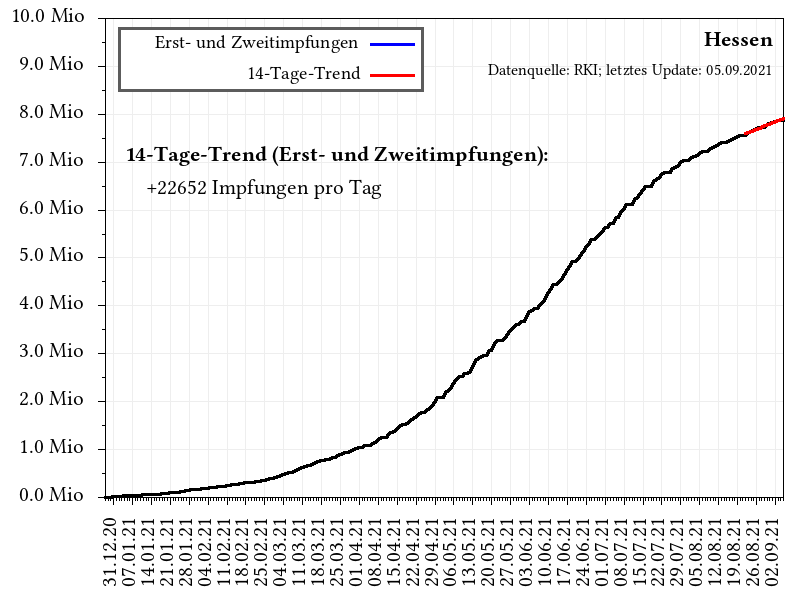 10.0 Mio
9.0 Mio
8.0 Mio
7.0 Mio
6.0 Mio
5.0 Mio
4.0 Mio
3.0 Mio
2.0 Mio
1.0 Mio
0.0 Mio
Erst- und Zweitimpfungen
14-Tage-Trend
Hessen
Datenquelle: RKI; letztes Update: 05.09.2021
14-Tage-Trend (Erst- und Zweitimpfungen):
+22652 Impfungen pro Tag
31.12.20
07.01.21
14.01.21
21.01.21
28.01.21
04.02.21
11.02.21
18.02.21
25.02.21
04.03.21
11.03.21
18.03.21
25.03.21
01.04.21
08.04.21
15.04.21
22.04.21
29.04.21
06.05.21
13.05.21
20.05.21
27.05.21
03.06.21
10.06.21
17.06.21
24.06.21
01.07.21
08.07.21
15.07.21
22.07.21
29.07.21
05.08.21
12.08.21
19.08.21
26.08.21
02.09.21